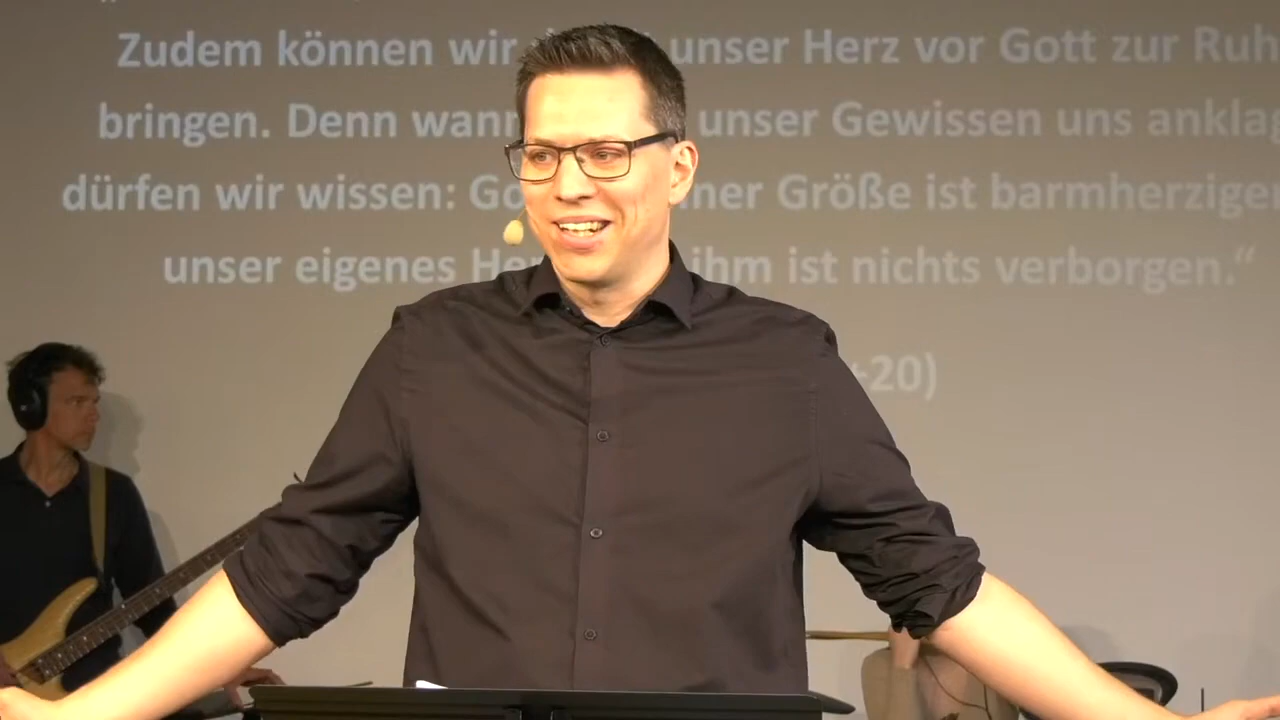 Zudem können wir unser Herz vor Gott zur Ruh
bringen. Denn wann unser Gewissen uns anklag
dürfen wir wissen: Go ner Größe ist barmherziger
unser eigenes He ihm ist nichts verborgen.“
+20)